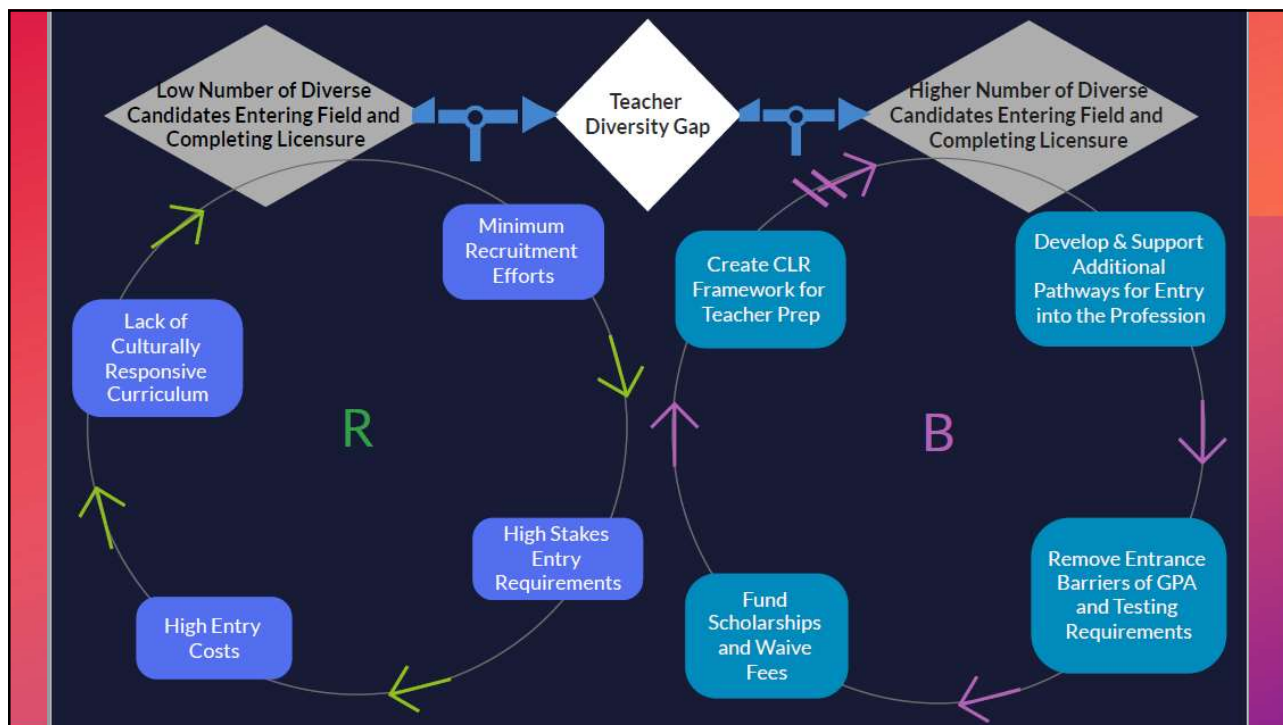 Low Number of Diverse
Candidates Entering Field and
Completing Licensure
Teacher
Diversity Gap
Higher Number of Diverse
Candidates Entering Field and
Completing Licensure
Minimum
Recruitment
Efforts
Lack of
Culturally
Responsive
Curriculum
R
High Stakes
Entry
Requirements
High Entry
Costs
Create CLR
Framework for
Teacher Prep
Develop & Support
Additional
Pathways for Entry
into the Profession
B
Remove Entrance
Barriers of GPA
and Testing
Requirements
Fund
Scholarships
and Waive
Fees